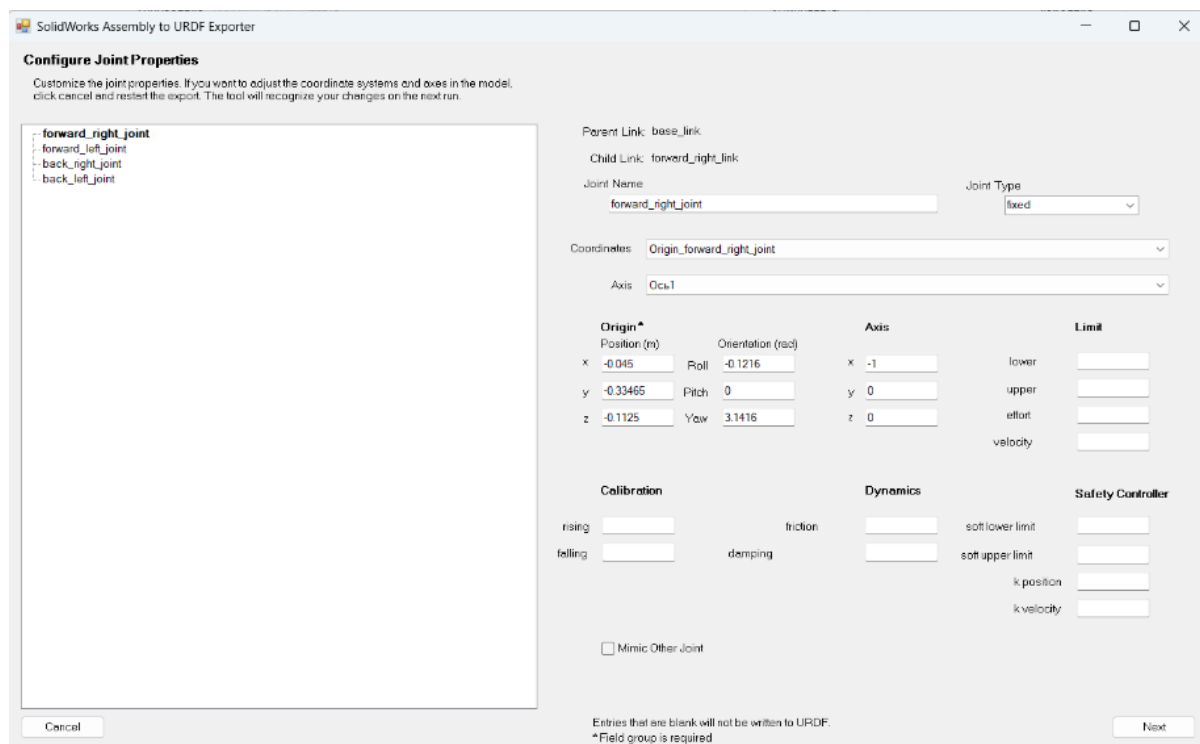 SolidWorks Assembly to URDF Exporter
Configure Joint Properties
Customize the joint properties. If you want to adjust the coordinate systems and axes in the model,
click cancel and restart the export. The tool will recognize your changes on the next run.
forward_right_joint
forward_left_joint
back_right_joint
back_left_joint
Parent Link: base_link
Child Link: forward_right_link
Joint Name
forward_right_joint
Joint Type
fixed
Coordinates Origin_forward_right_joint
Axis Ось1
Origin* Axis Limit
Position (m) Orientation (rad)
x -0.045 Roll -0.1216 x -1 lower
y -0.33465 Pitch 0 y 0 upper
z -0.1125 Yaw 3.1416 z 0 effort
velocity
Calibration Dynamics Safety Controller
rising friction soft lower limit
falling damping soft upper limit
k position
k velocity
Mimic Other Joint
Cancel
Entries that are blank will not be written to URDF.
*Field group is required
Next